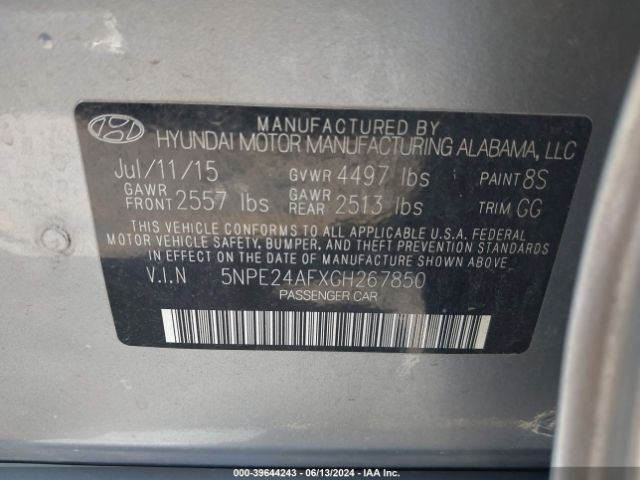 MANUFACTURED BY
HYUNDAI MOTOR MANUFACTURING ALABAMA, LLC
Jul/11/15 GVWR 4497 lbs PAINT 8S
GAWR FRONT 2557 lbs GAWR REAR 2513 lbs TRIM GG
THIS VEHICLE CONFORMS TO ALL APPLICABLE U.S.A. FEDERAL
MOTOR VEHICLE SAFETY, BUMPER, AND THEFT PREVENTION STANDARDS
IN EFFECT ON THE DATE OF MANUFACTURE SHOWN ABOVE.
V.I.N 5NPE24AFXGH267850
PASSENGER CAR
000-39644243 - 06/13/2024 - IAA Inc.